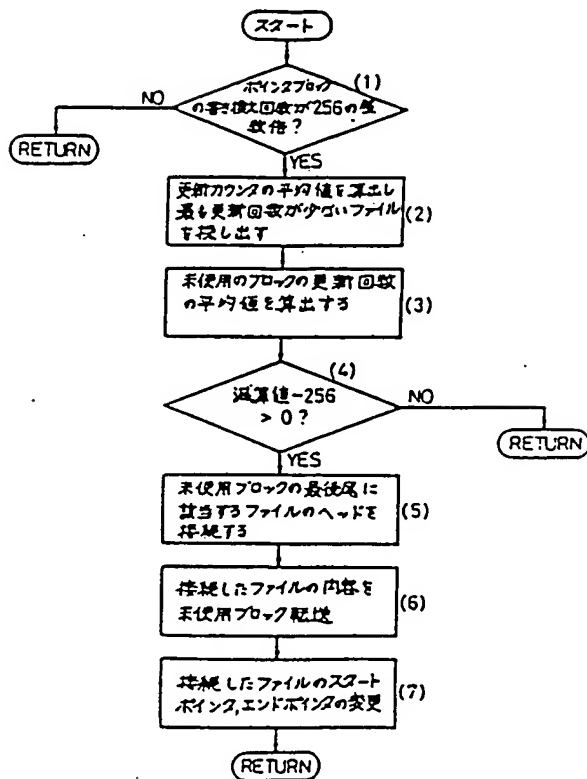 スタート
(1)
ポインタブロック
の書き換え回数が256の整
数倍?
NO
RETURN
YES
更新カウンタの平均値を算出し
最も更新回数が少ないファイル
を探し出す
(2)
未使用のブロックの更新回数
の平均値を算出する
(3)
(4)
減算値-256
> 0 ?
NO
RETURN
YES
未使用ブロックの最後尾に
該当するファイルのヘッドを
接続する
(5)
接続したファイルの内容を
未使用ブロック転送
(6)
接続したファイルのスタート
ポインタ,エンドポインタの変更
(7)
RETURN